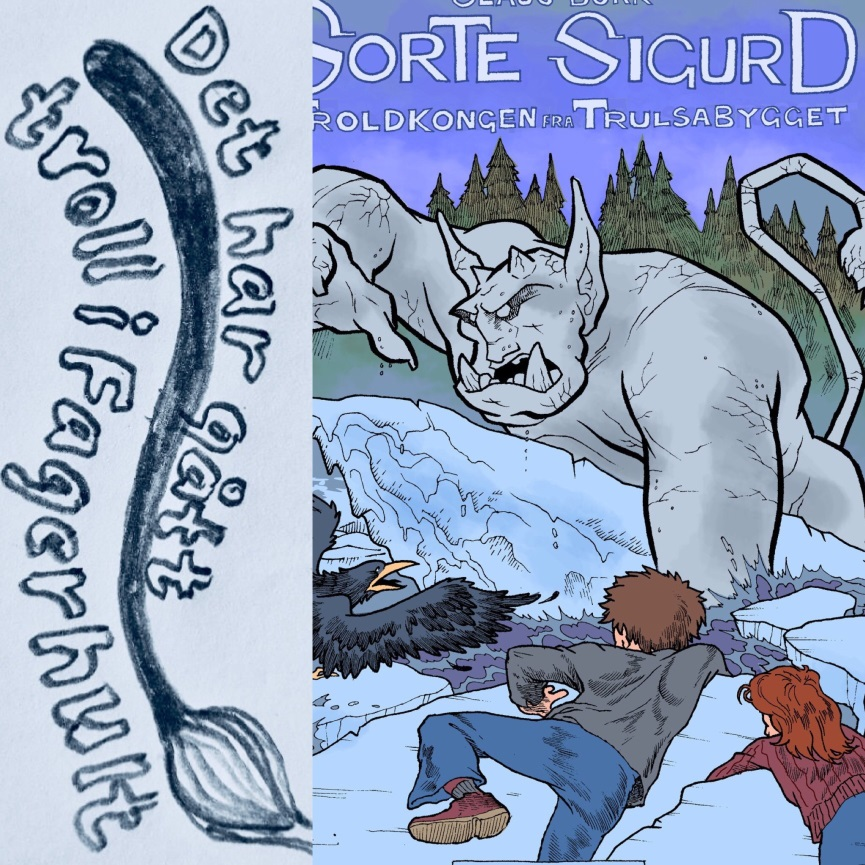 Det har gått
troll i Fagerhult
SORTE SIGURD
TROLDKONGEN FRA TRULSABYGGET